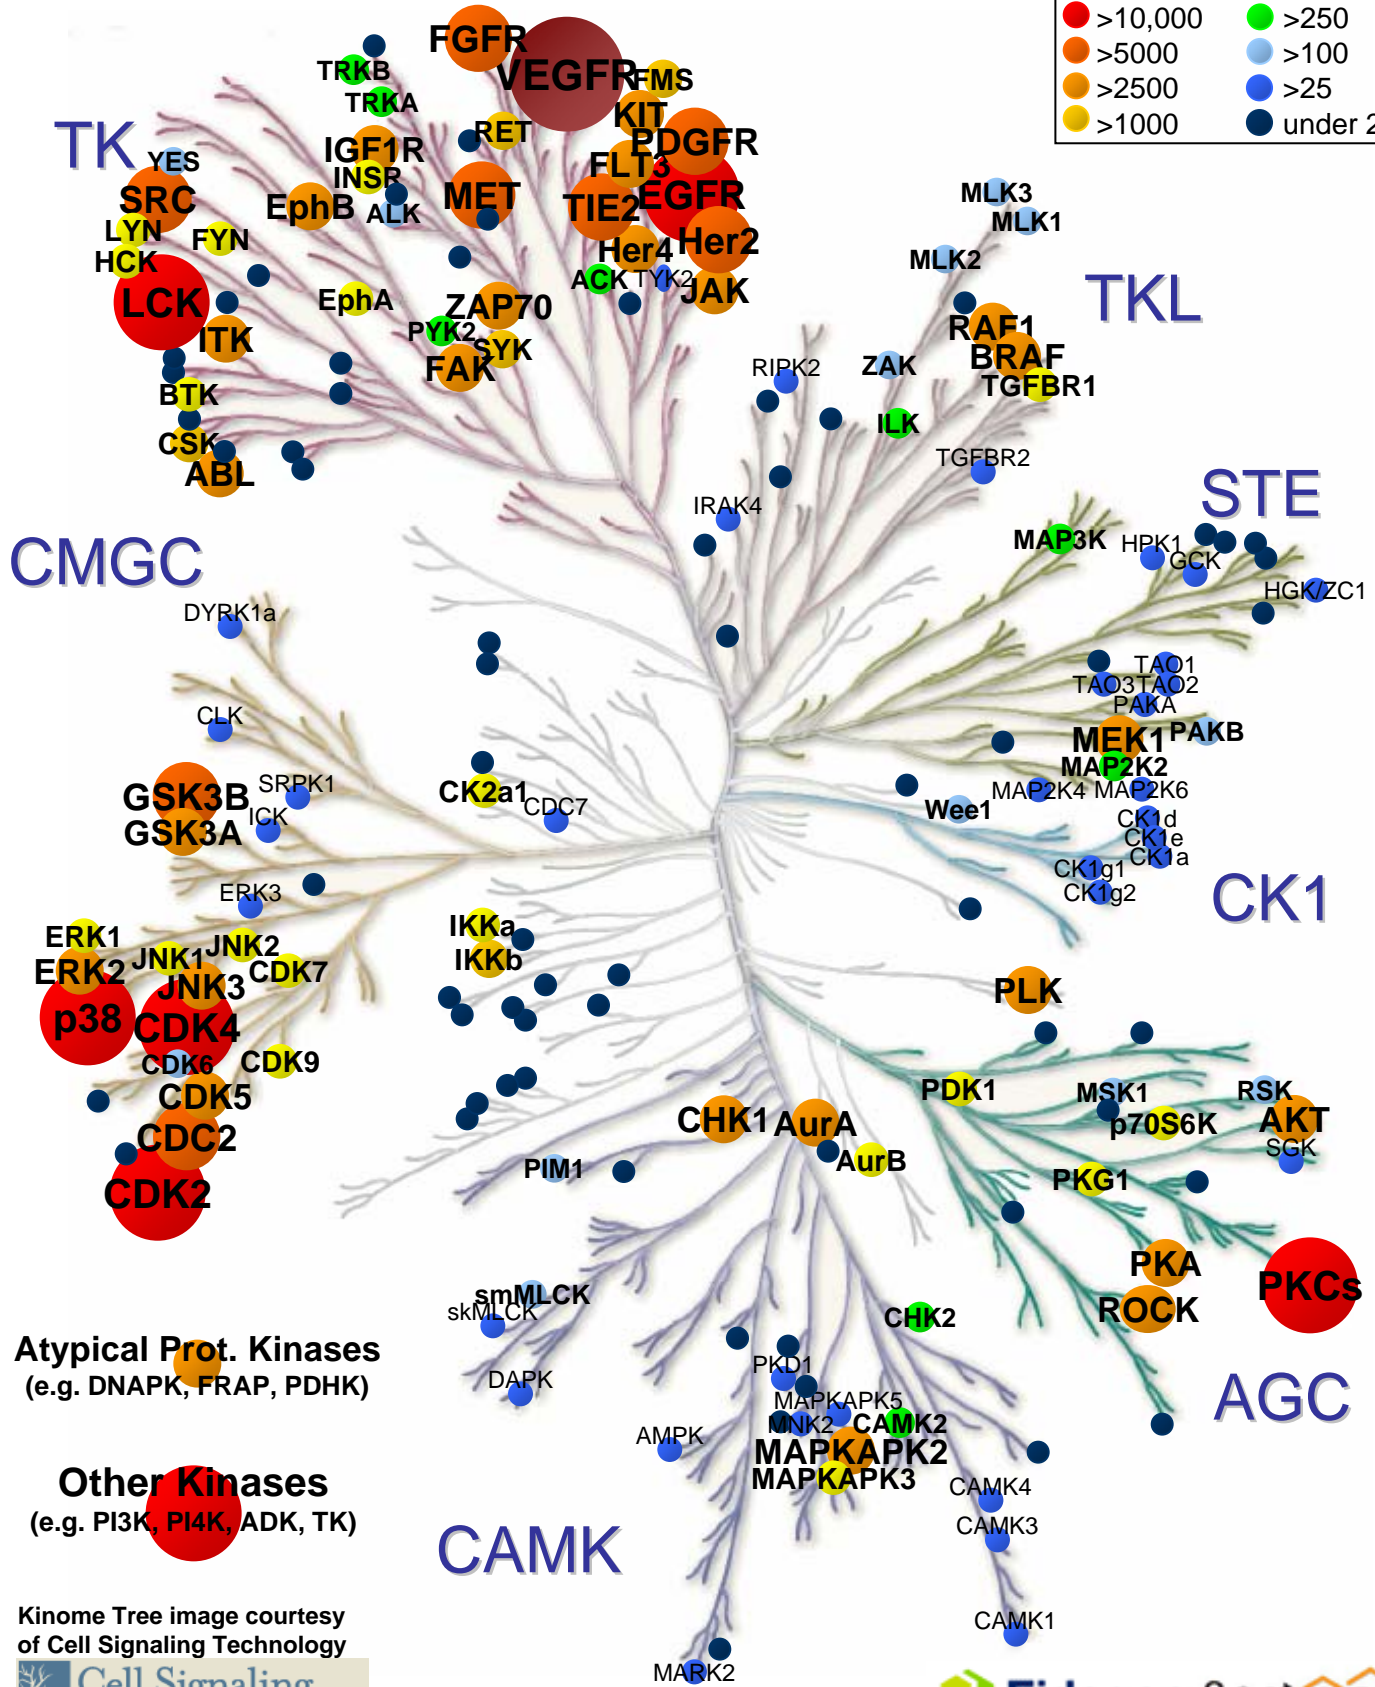 >10,000 >250
>5000 >100
>2500 >25
>1000 under 2
FGFR
VEGFR
TRKB
FMS
TRKA
KIT
TK
RET
PDGFR
IGF1R
YES
FLT3
INSR
SRC
EphB
ALK
MET
TIE2
EGFR
MLK3
LYN
FYN
Her4
Her2
MLK1
HCK
MLK2
ACK
TYK2
JAK
TKL
LCK
EphA
ZAP70
ITK
PYK2
SYK
RAF1
FAK
BRAF
RIPK2
ZAK
BTK
TGFBR1
ILK
CSK
TGFBR2
ABL
STE
IRAK4
MAP3K
HPK1
GCK
CMGC
HGK/ZC1
DYRK1a
TAO1
TAO3
TAO2
CLK
PAKA
MEK1
PAKB
MAP2K2
GSK3B
SRPK1
CK2a1
CDC7
MAP2K4
MAP2K6
Wee1
GSK3A
ICK
CK1d
CK1e
CK1a
CK1g1
CK1g2
CK1
ERK3
IKKa
ERK1
JNK2
JNK1
IKKb
ERK2
CDK7
JNK3
PLK
p38
CDK4
CDK6
CDK9
CDK5
PDK1
MSK1
RSK
CHK1
AurA
p70S6K
AKT
CDC2
AurB
SGK
PIM1
PKG1
CDK2
PKA
PKCs
smMLCK
skMLCK
CHK2
ROCK
Atypical Prot. Kinases
(e.g. DNAPK, FRAP, PDHK)
PKD1
DAPK
MAPKAPK5
MNK2
CAMK2
AGC
AMPK
MAPKAPK2
MAPKAPK3
Other Kinases
(e.g. PI3K, PI4K, ADK, TK)
CAMK4
CAMK3
CAMK
Kinome Tree image courtesy
of Cell Signaling Technology
CAMK1
MARK2
Cell Signaling